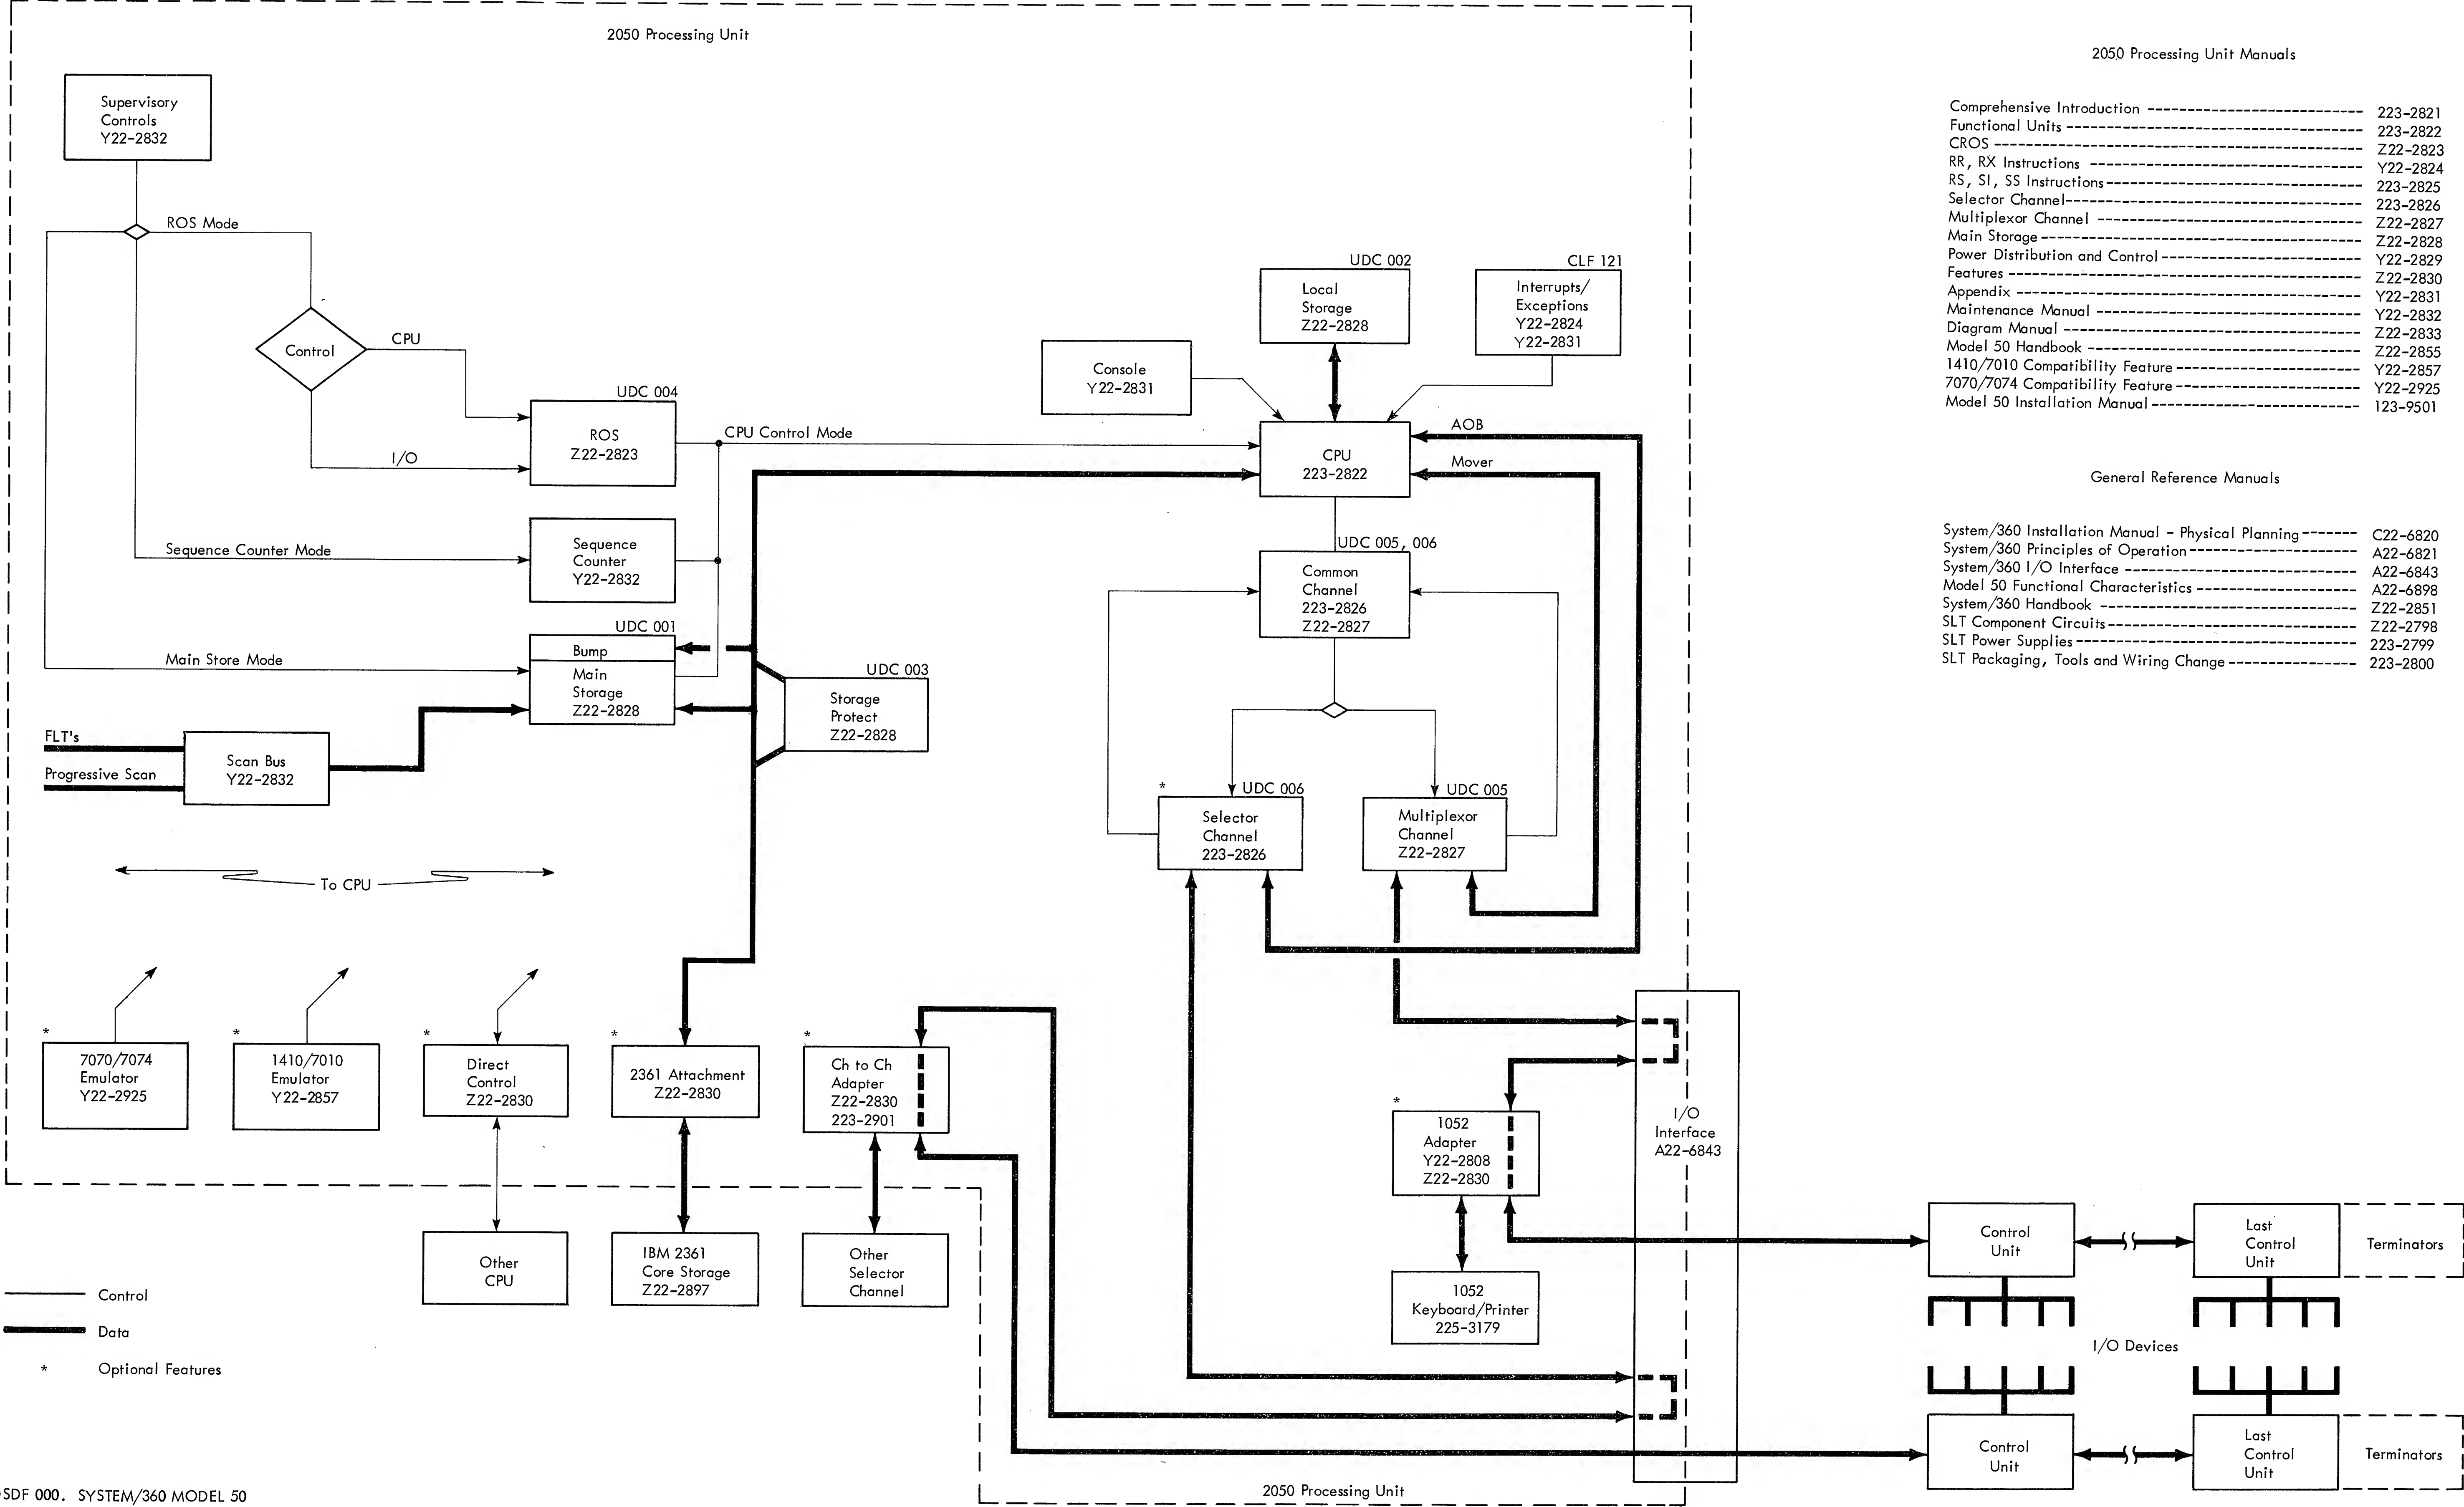 2050 Processing Unit
Supervisory
Controls
Y22-2832
ROS Mode
Control
CPU
I/O
UDC 004
ROS
Z22-2823
CPU Control Mode
Sequence Counter Mode
Sequence
Counter
Y22-2832
Main Store Mode
UDC 001
Bump
Main
Storage
Z22-2828
UDC 003
Storage
Protect
Z22-2828
FLT's
Progressive Scan
Scan Bus
Y22-2832
To CPU
UDC 002
Local
Storage
Z22-2828
CLF 121
Interrupts/
Exceptions
Y22-2824
Y22-2831
Console
Y22-2831
CPU
223-2822
AOB
Mover
UDC 005, 006
Common
Channel
223-2826
Z22-2827
* UDC 006
Selector
Channel
223-2826
UDC 005
Multiplexor
Channel
Z22-2827
*
7070/7074
Emulator
Y22-2925
*
1410/7010
Emulator
Y22-2857
*
Direct
Control
Z22-2830
*
2361 Attachment
Z22-2830
*
Ch to Ch
Adapter
Z22-2830
223-2901
*
1052
Adapter
Y22-2808
Z22-2830
I/O
Interface
A22-6843
Other
CPU
IBM 2361
Core Storage
Z22-2897
Other
Selector
Channel
1052
Keyboard/Printer
225-3179
Control
Unit
Last
Control
Unit
Terminators
I/O Devices
Control
Unit
Last
Control
Unit
Terminators
Control
Data
* Optional Features
2050 Processing Unit
SDF 000. SYSTEM/360 MODEL 50
2050 Processing Unit Manuals
Comprehensive Introduction --- 223-2821
Functional Units --- 223-2822
CROS --- Z22-2823
RR, RX Instructions --- Y22-2824
RS, SI, SS Instructions --- 223-2825
Selector Channel --- 223-2826
Multiplexor Channel --- Z22-2827
Main Storage --- Z22-2828
Power Distribution and Control --- Y22-2829
Features --- Z22-2830
Appendix --- Y22-2831
Maintenance Manual --- Y22-2832
Diagram Manual --- Z22-2833
Model 50 Handbook --- Z22-2855
1410/7010 Compatibility Feature --- Y22-2857
7070/7074 Compatibility Feature --- Y22-2925
Model 50 Installation Manual --- 123-9501
General Reference Manuals
System/360 Installation Manual - Physical Planning --- C22-6820
System/360 Principles of Operation --- A22-6821
System/360 I/O Interface --- A22-6843
Model 50 Functional Characteristics --- A22-6898
System/360 Handbook --- Z22-2851
SLT Component Circuits --- Z22-2798
SLT Power Supplies --- 223-2799
SLT Packaging, Tools and Wiring Change --- 223-2800